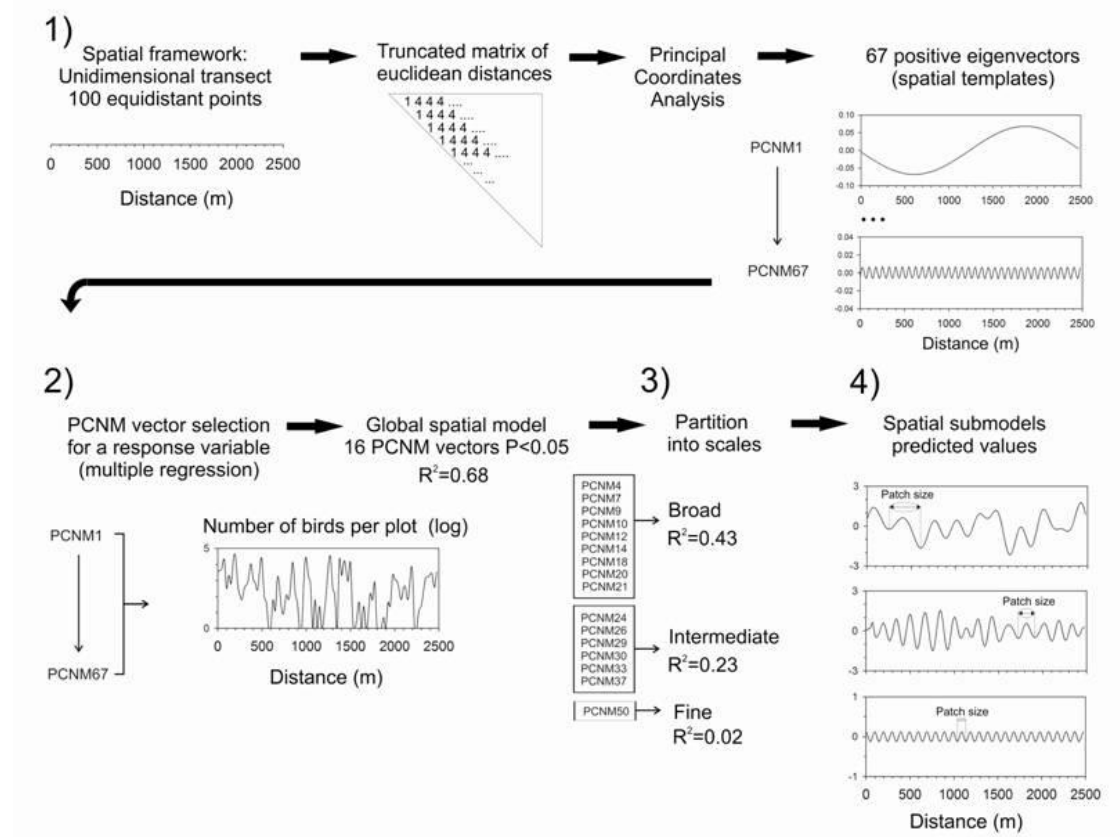 1)
Spatial framework:
Unidimensional transect
100 equidistant points
0 500 1000 1500 2000 2500
Distance (m)
Truncated matrix of
euclidean distances
1 4 4 4 ....
1 4 4 4 ....
1 4 4 4 ....
1 4 4 4 ....
1 4 4 4 ....
...
...
...
Principal
Coordinates
Analysis
67 positive eigenvectors
(spatial templates)
PCNM1
0.10
0.05
0.00
-0.05
-0.10
0 500 1000 1500 2000 2500
...
PCNM67
0.04
0.02
0.00
-0.02
-0.04
0 500 1000 1500 2000 2500
Distance (m)
2)
PCNM vector selection
for a response variable
(multiple regression)
PCNM1
PCNM67
Global spatial model
16 PCNM vectors P<0.05
R²=0.68
Number of birds per plot (log)
5
0
0 500 1000 1500 2000 2500
Distance (m)
3)
Partition
into scales
PCNM4
PCNM7
PCNM9
PCNM10
PCNM12
PCNM14
PCNM18
PCNM20
PCNM21
Broad
R²=0.43
PCNM24
PCNM26
PCNM29
PCNM30
PCNM33
PCNM37
Intermediate
R²=0.23
PCNM50
Fine
R²=0.02
4)
Spatial submodels
predicted values
3
Patch size
0
-3
3
Patch size
0
-3
1
Patch size
0
-1
0 500 1000 1500 2000 2500
Distance (m)